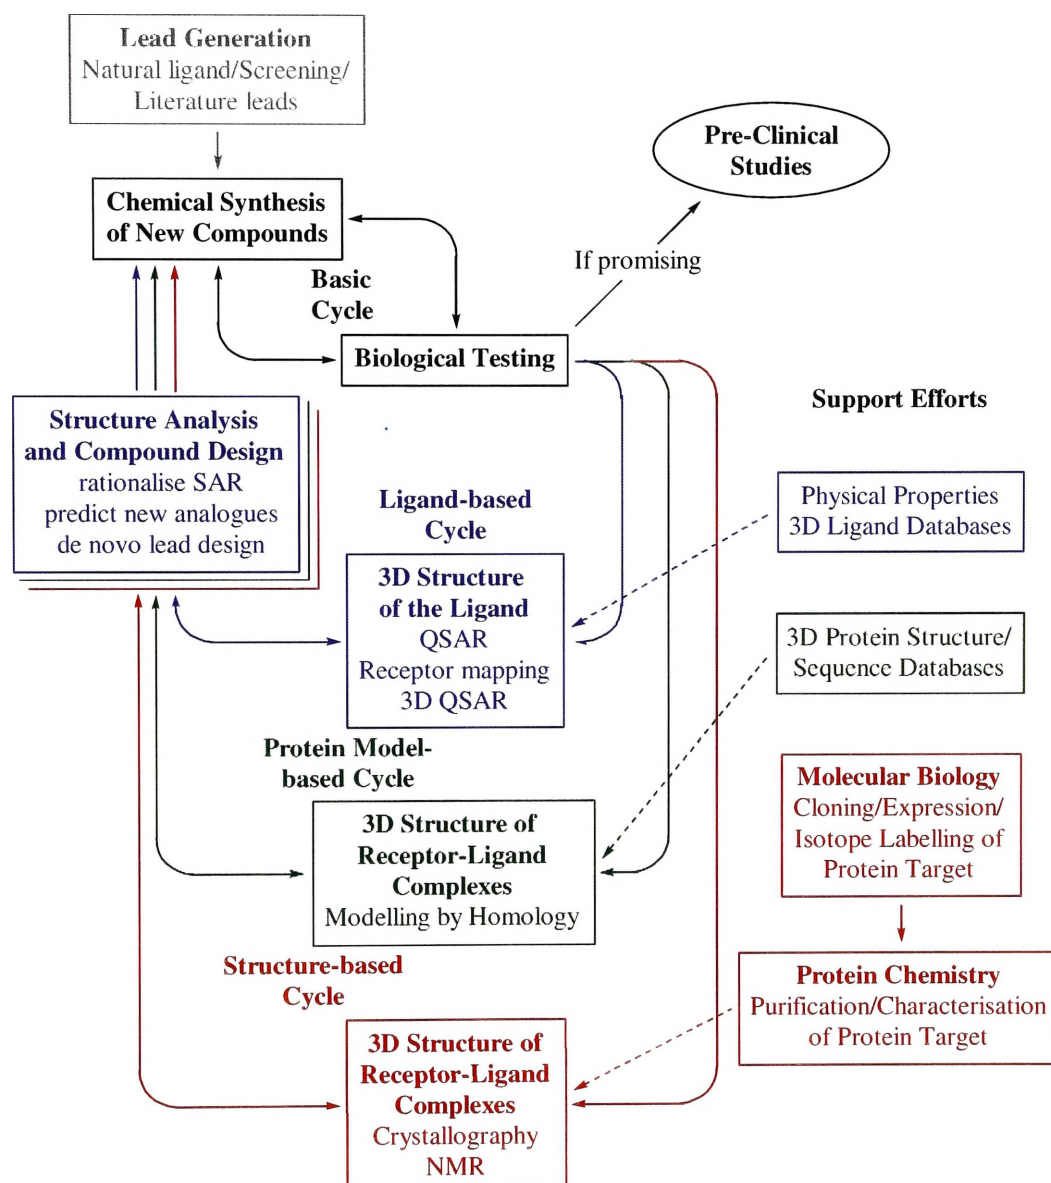 Lead Generation
Natural ligand/Screening/
Literature leads
Pre-Clinical
Studies
Chemical Synthesis
of New Compounds
If promising
Basic
Cycle
Biological Testing
Support Efforts
Structure Analysis
and Compound Design
rationalise SAR
predict new analogues
de novo lead design
Ligand-based
Cycle
Physical Properties
3D Ligand Databases
3D Structure
of the Ligand
QSAR
Receptor mapping
3D QSAR
3D Protein Structure/
Sequence Databases
Protein Model-
based Cycle
3D Structure of
Receptor-Ligand
Complexes
Modelling by Homology
Molecular Biology
Cloning/Expression/
Isotope Labelling of
Protein Target
Structure-based
Cycle
Protein Chemistry
Purification/Characterisation
of Protein Target
3D Structure of
Receptor-Ligand
Complexes
Crystallography
NMR